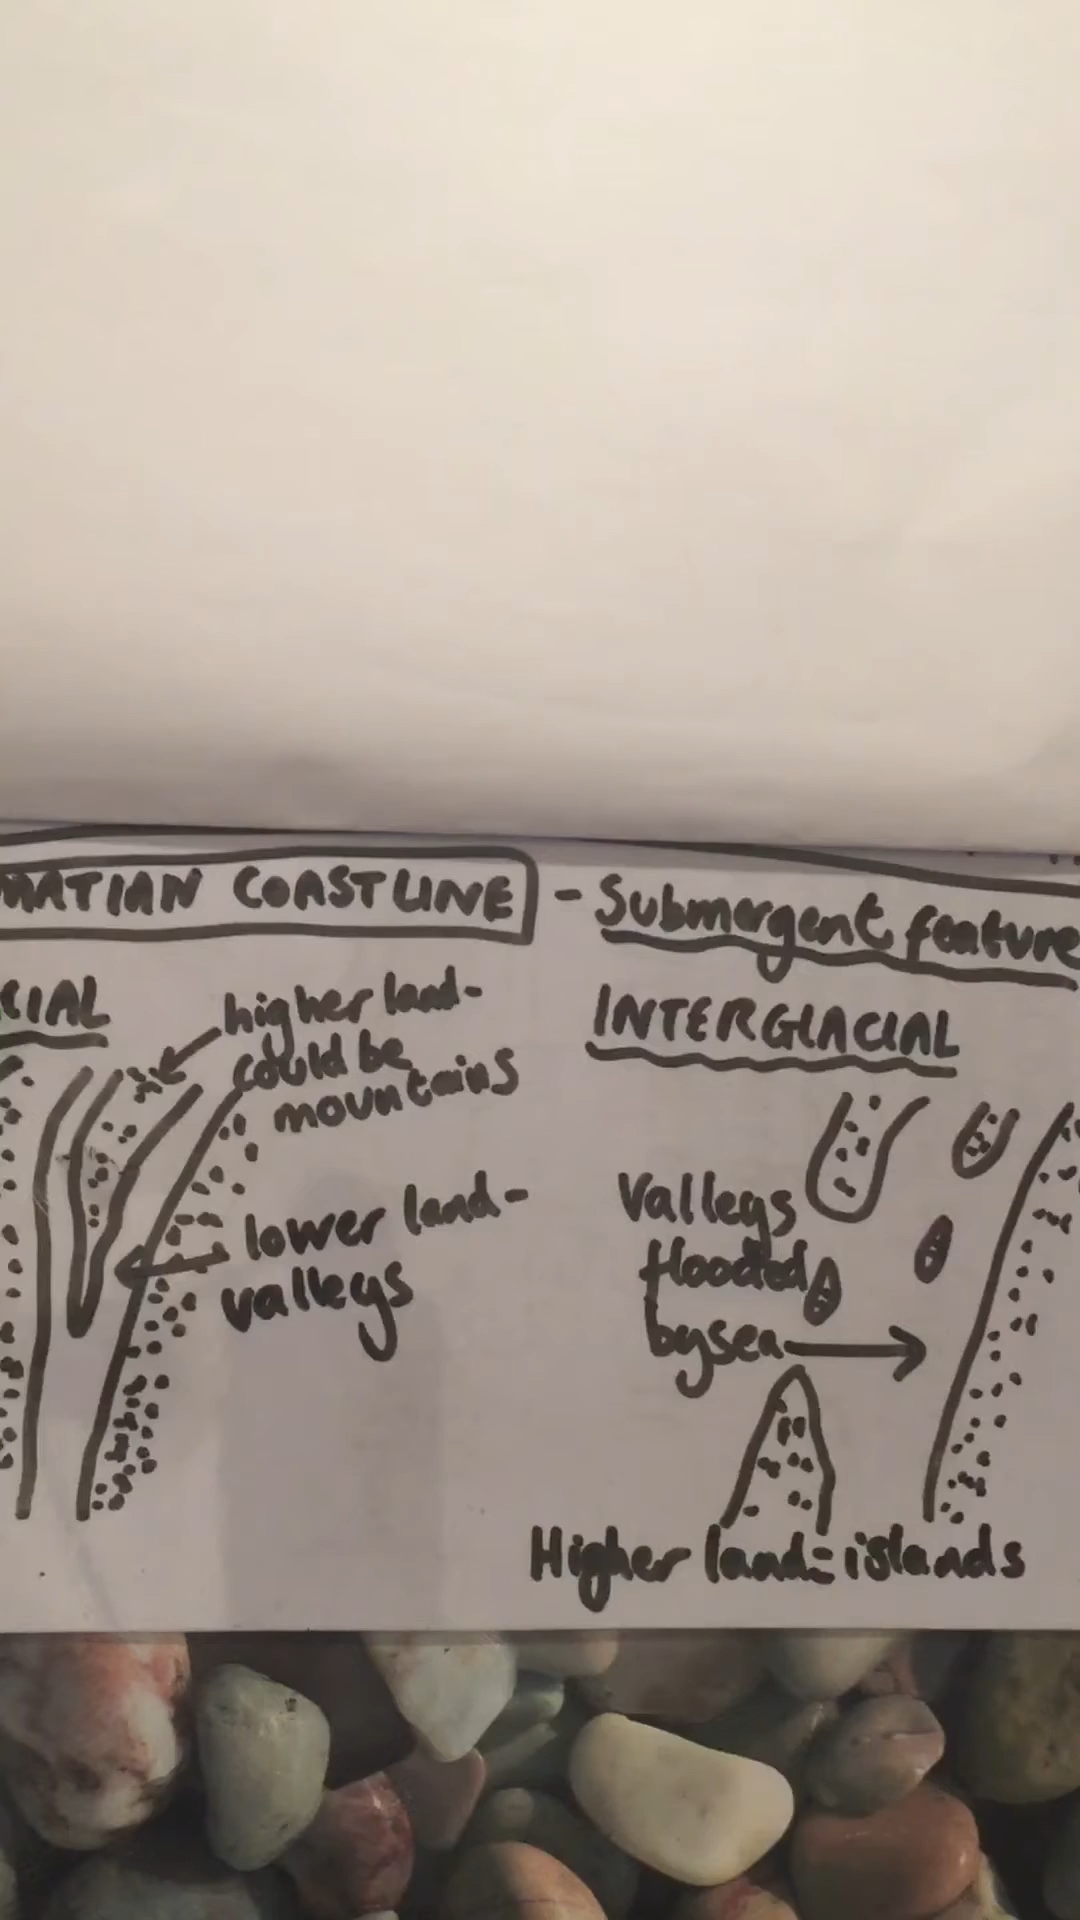 MATIAN COASTLINE - Submergent feature
CIAL
higher land-
could be
mountains
lower land-
valleys
INTERGLACIAL
Valleys
flooded
by sea
Higher land = islands